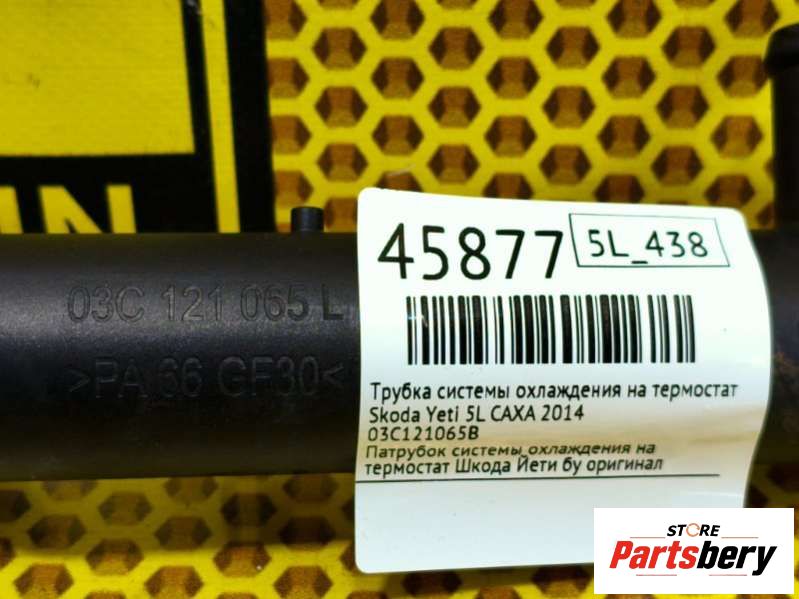 IN
03C 121 065 L
>PA 66 GF30<
45877
5L_438
Трубка системы охлаждения на термостат
Skoda Yeti 5L CAXA 2014
03C121065B
Патрубок системы охлаждения на
термостат Шкода Йети бу оригинал
STORE
Partsbery